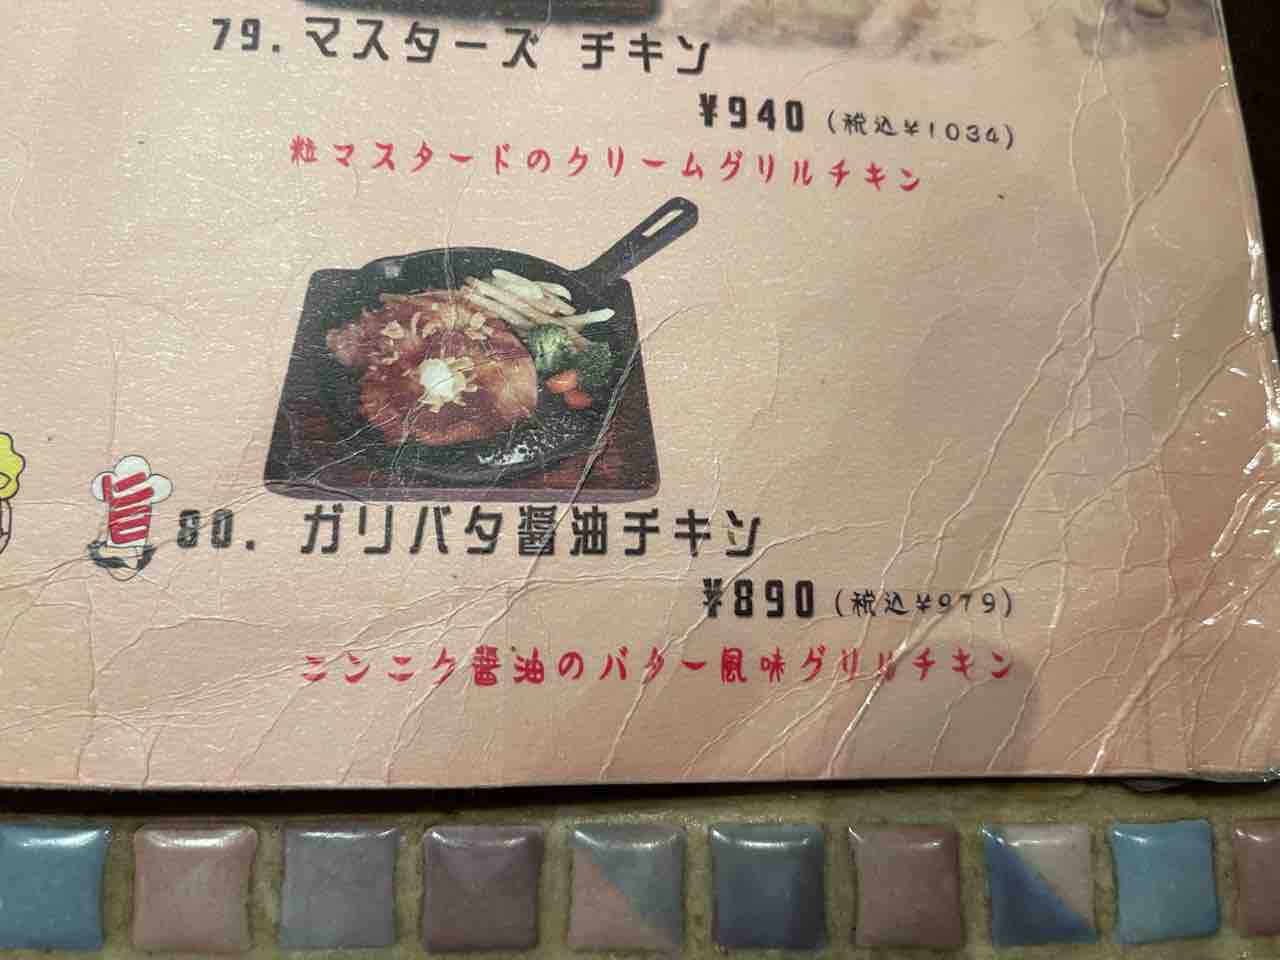 79. マスターズ チキン
¥940 (税込¥1034)
粒マスタードのクリームグリルチキン
旨
80. ガリバタ醤油チキン
¥890 (税込¥979)
ニンニク醤油のバター風味グリルチキン